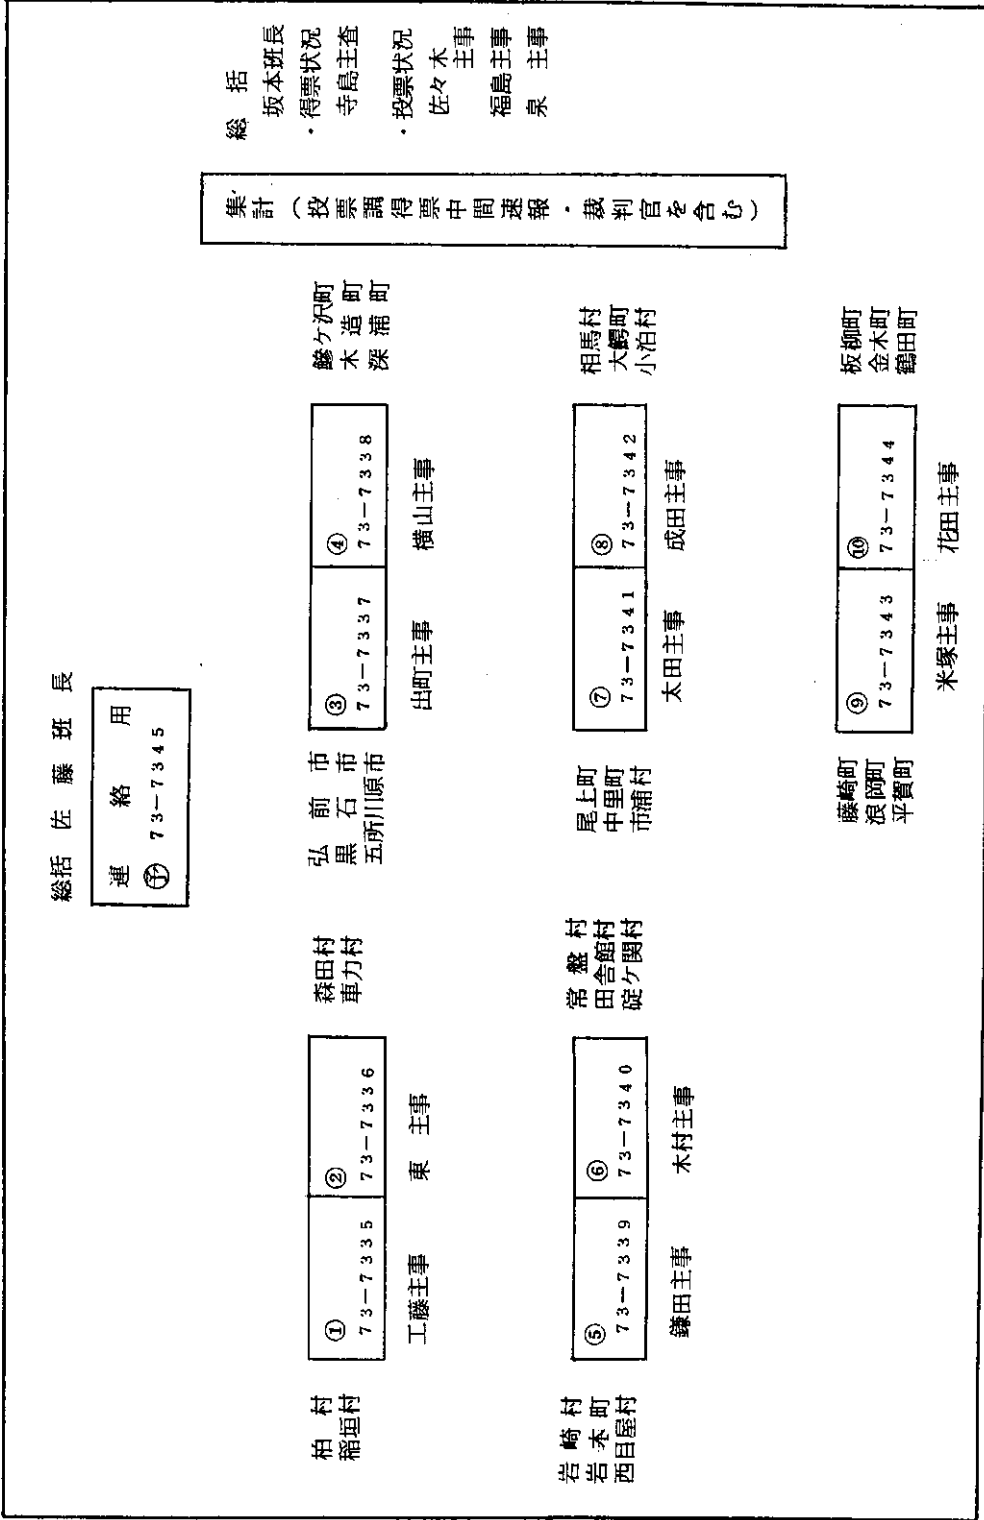 総括 佐藤班長
連絡用
予 73-7345
柏村
稲垣村
① 73-7335
工藤主事
② 73-7336
東 主事
森田村
車力村
弘前市
黒石市
五所川原市
③ 73-7337
出町主事
④ 73-7338
横山主事
鰺ケ沢町
木造町
深浦町
岩崎村
岩木町
西目屋村
⑤ 73-7339
鎌田主事
⑥ 73-7340
木村主事
常盤村
田舎館村
碇ケ関村
尾上町
中里町
市浦村
⑦ 73-7341
太田主事
⑧ 73-7342
成田主事
相馬村
大鰐町
小泊村
藤崎町
浪岡町
平賀町
⑨ 73-7343
米塚主事
⑩ 73-7344
花田主事
板柳町
金木町
鶴田町
集計(投票調得票中間速報・裁判官を含む)
総括
坂本班長
・得票状況
寺島主査
・投票状況
佐々木
主事
福島主事
泉 主事